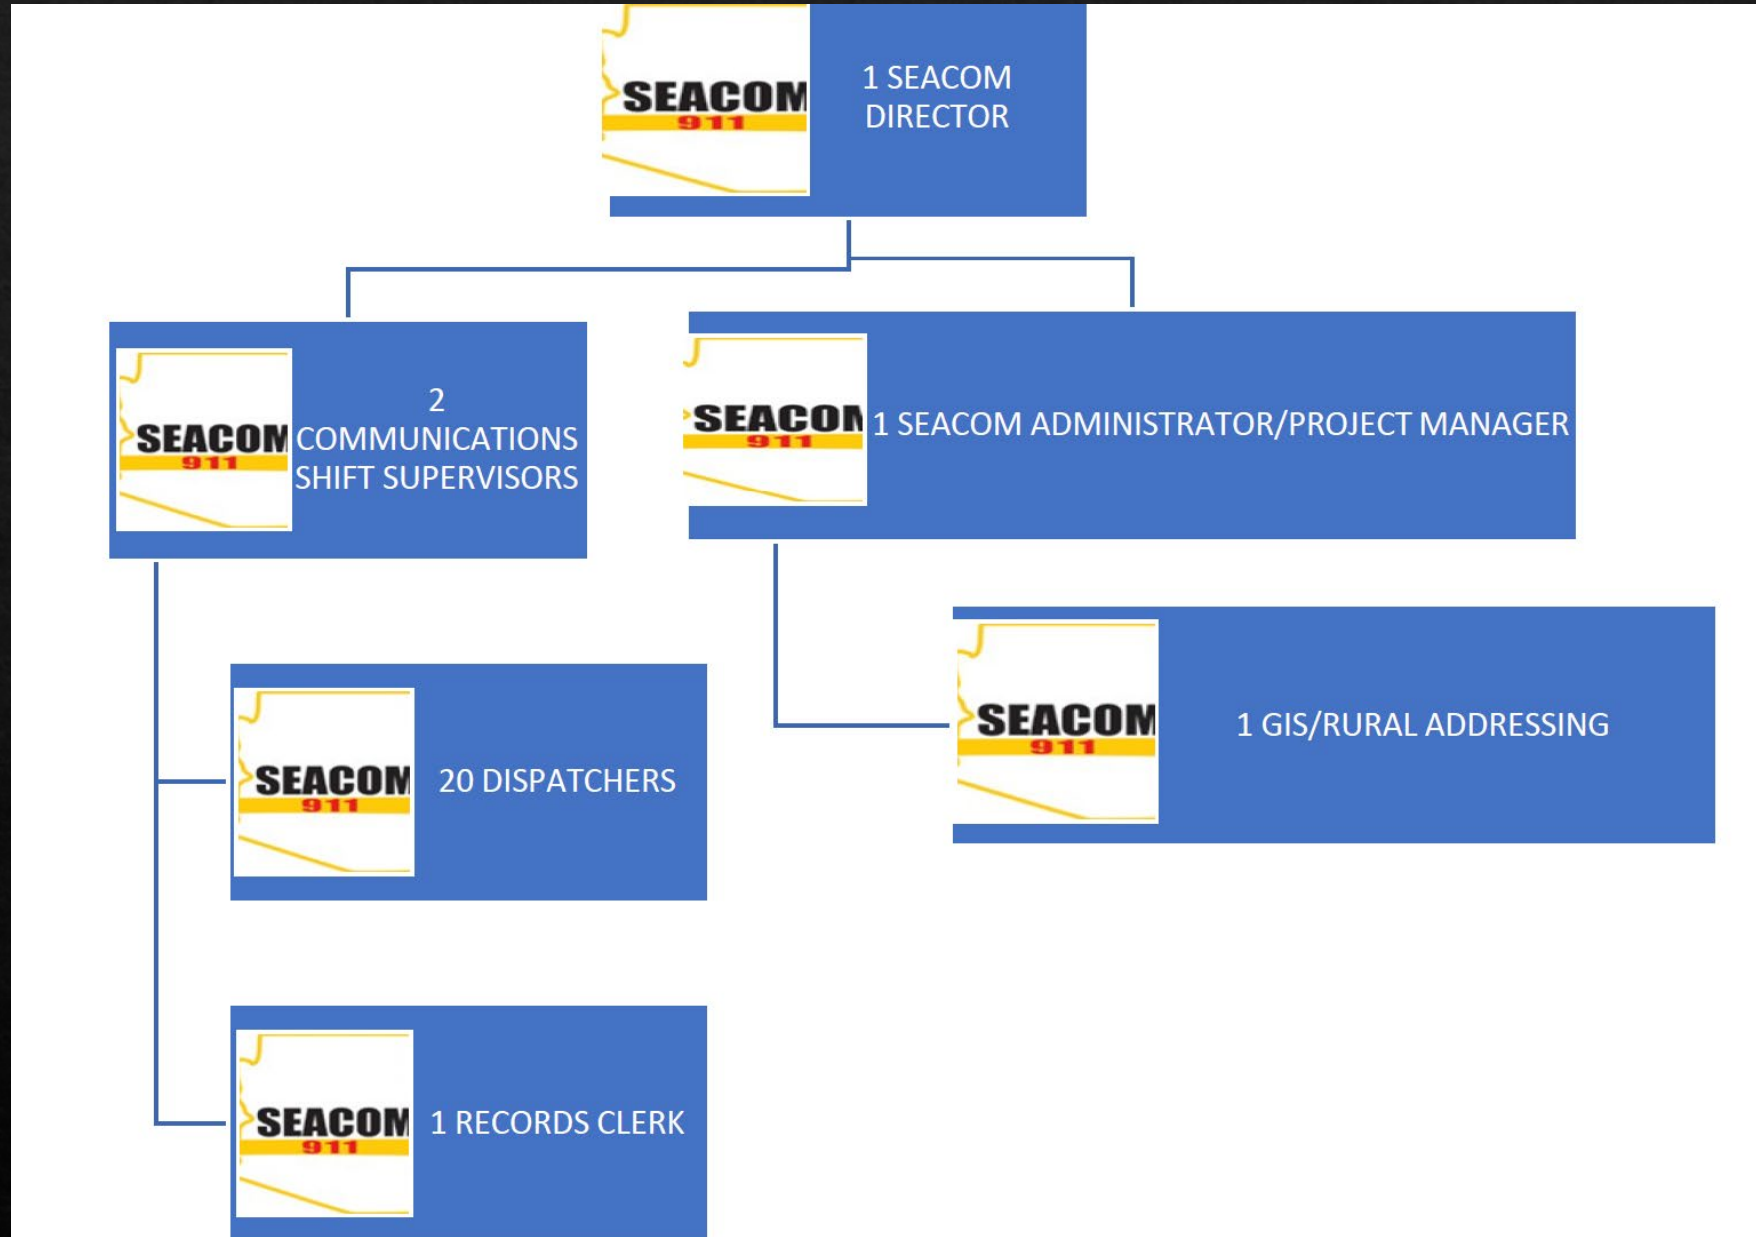 SEACOM
911
1 SEACOM
DIRECTOR
SEACOM
911
2
COMMUNICATIONS
SHIFT SUPERVISORS
SEACOM
911
1 SEACOM ADMINISTRATOR/PROJECT MANAGER
SEACOM
911
20 DISPATCHERS
SEACOM
911
1 RECORDS CLERK
SEACOM
911
1 GIS/RURAL ADDRESSING